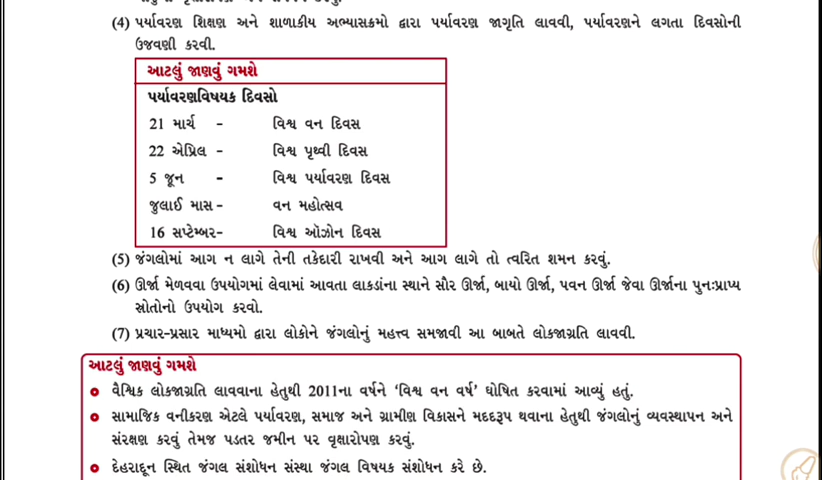 (4) પર્યાવરણ શિક્ષણ અને શાળાકીય અભ્યાસક્રમો દ્વારા પર્યાવરણ જાગૃતિ લાવવી, પર્યાવરણને લગતા દિવસોની
ઉજવણી કરવી.
આટલું જાણવું ગમશે
પર્યાવરણવિષયક દિવસો
21 માર્ચ - વિશ્વ વન દિવસ
22 એપ્રિલ - વિશ્વ પૃથ્વી દિવસ
5 જૂન - વિશ્વ પર્યાવરણ દિવસ
જુલાઈ માસ - વન મહોત્સવ
16 સપ્ટેમ્બર- વિશ્વ ઓઝોન દિવસ
(5) જંગલોમાં આગ ન લાગે તેની તકેદારી રાખવી અને આગ લાગે તો ત્વરિત શમન કરવું.
(6) ઊર્જા મેળવવા ઉપયોગમાં લેવામાં આવતા લાકડાંના સ્થાને સૌર ઊર્જા, બાયો ઊર્જા, પવન ઊર્જા જેવા ઊર્જાના પુનઃપ્રાપ્ય
સ્રોતોનો ઉપયોગ કરવો.
(7) પ્રચાર-પ્રસાર માધ્યમો દ્વારા લોકોને જંગલોનું મહત્ત્વ સમજાવી આ બાબતે લોકજાગ્રતિ લાવવી.
આટલું જાણવું ગમશે
વૈશ્વિક લોકજાગ્રતિ લાવવાના હેતુથી 2011ના વર્ષને ‘વિશ્વ વન વર્ષ’ ઘોષિત કરવામાં આવ્યું હતું.
સામાજિક વનીકરણ એટલે પર્યાવરણ, સમાજ અને ગ્રામીણ વિકાસને મદદરૂપ થવાના હેતુથી જંગલોનું વ્યવસ્થાપન અને
સંરક્ષણ કરવું તેમજ પડતર જમીન પર વૃક્ષારોપણ કરવું.
દેહરાદૂન સ્થિત જંગલ સંશોધન સંસ્થા જંગલ વિષયક સંશોધન કરે છે.